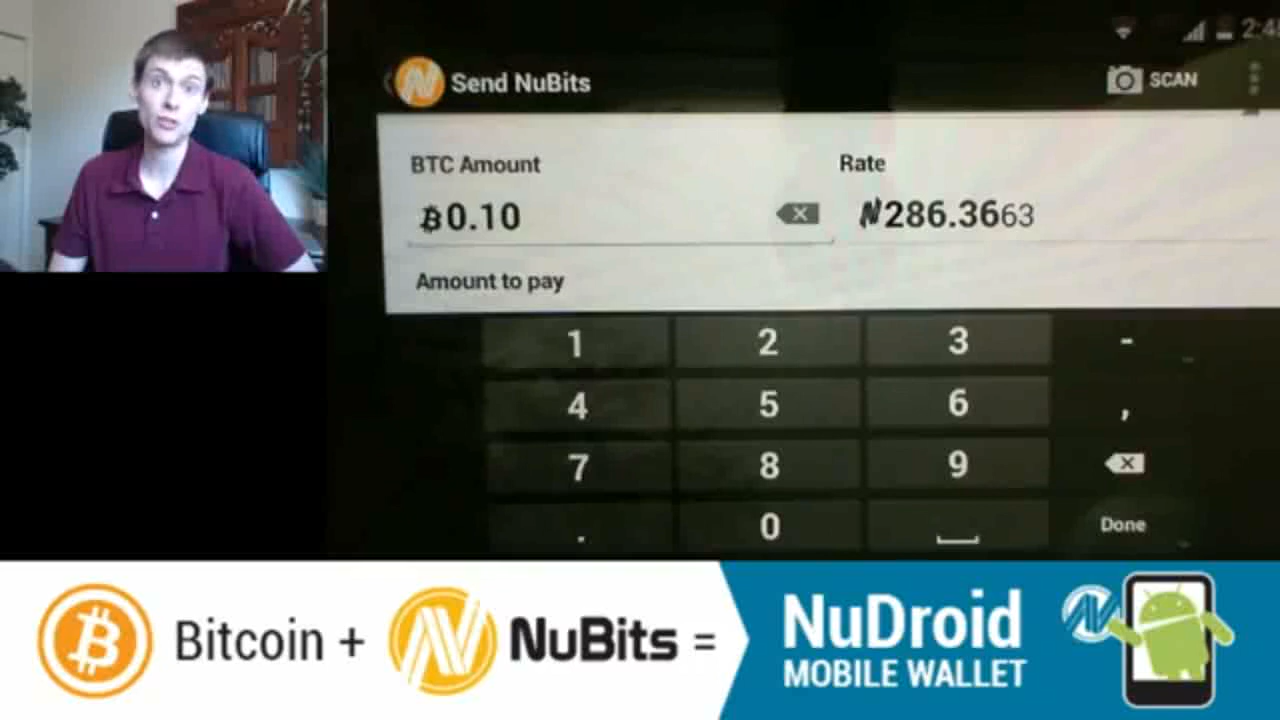 2:4
Send NuBits
SCAN
BTC Amount
Rate
₿0.10
286.3663
Amount to pay
1 2 3 -
4 5 6 ,
7 8 9
. 0
Done
Bitcoin + NuBits =
NuDroid
MOBILE WALLET